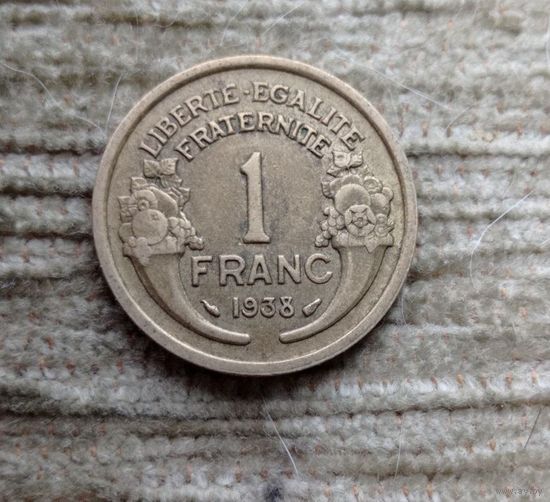 LIBERTE · EGALITE
FRATERNITE
1
FRANC
1938